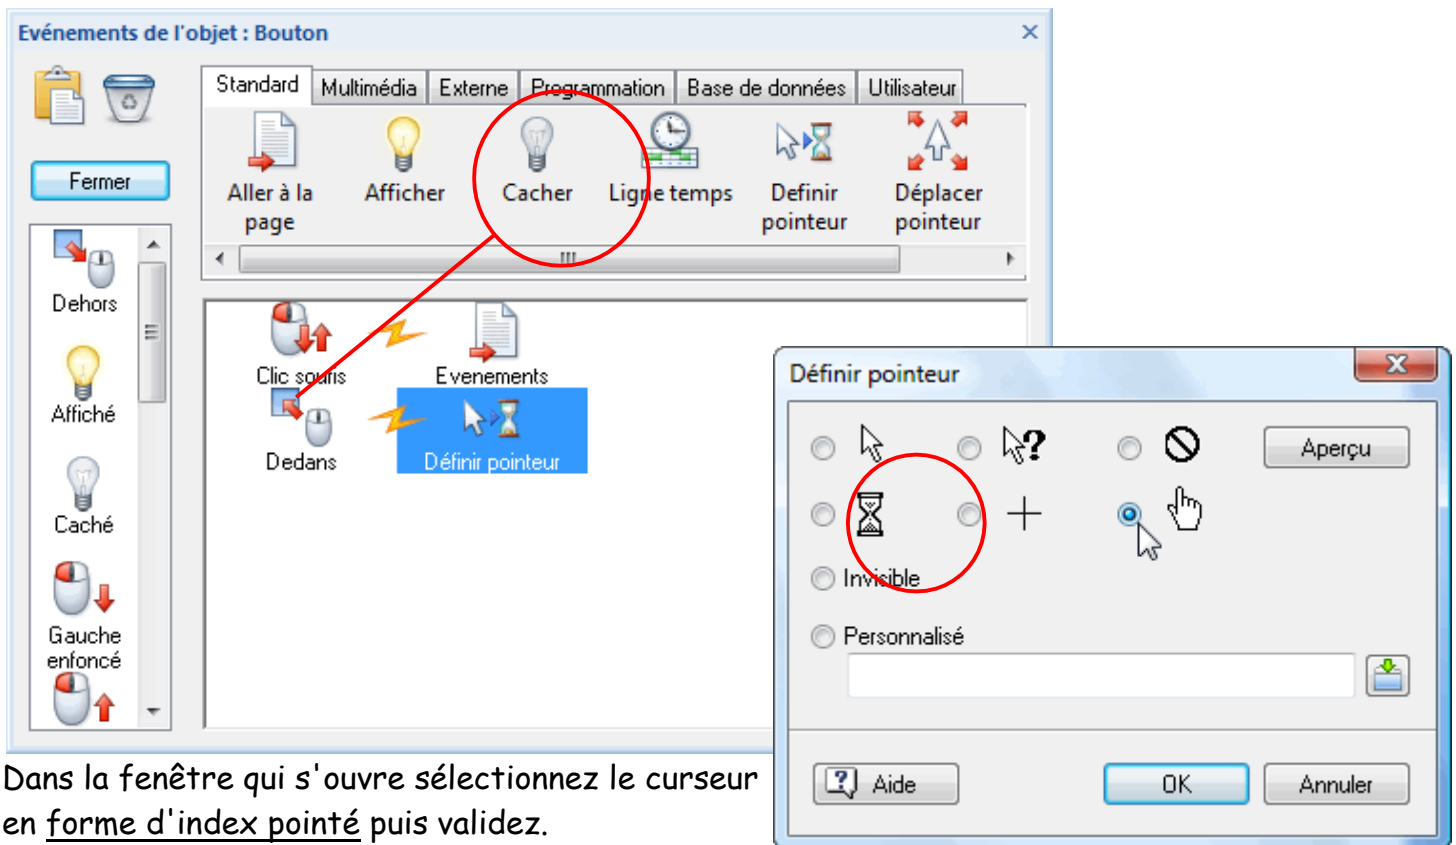 Evénements de l'objet : Bouton
Standard Multimédia Externe Programmation Base de données Utilisateur
Fermer
Aller à la page
Afficher
Cacher
Ligne temps
Definir pointeur
Déplacer pointeur
Dehors
Affiché
Caché
Gauche enfoncé
Clic souris
Evenements
Dedans
Définir pointeur
Définir pointeur
Aperçu
Invisible
Personnalisé
Aide
OK
Annuler
Dans la fenêtre qui s'ouvre sélectionnez le curseur
en forme d'index pointé puis validez.